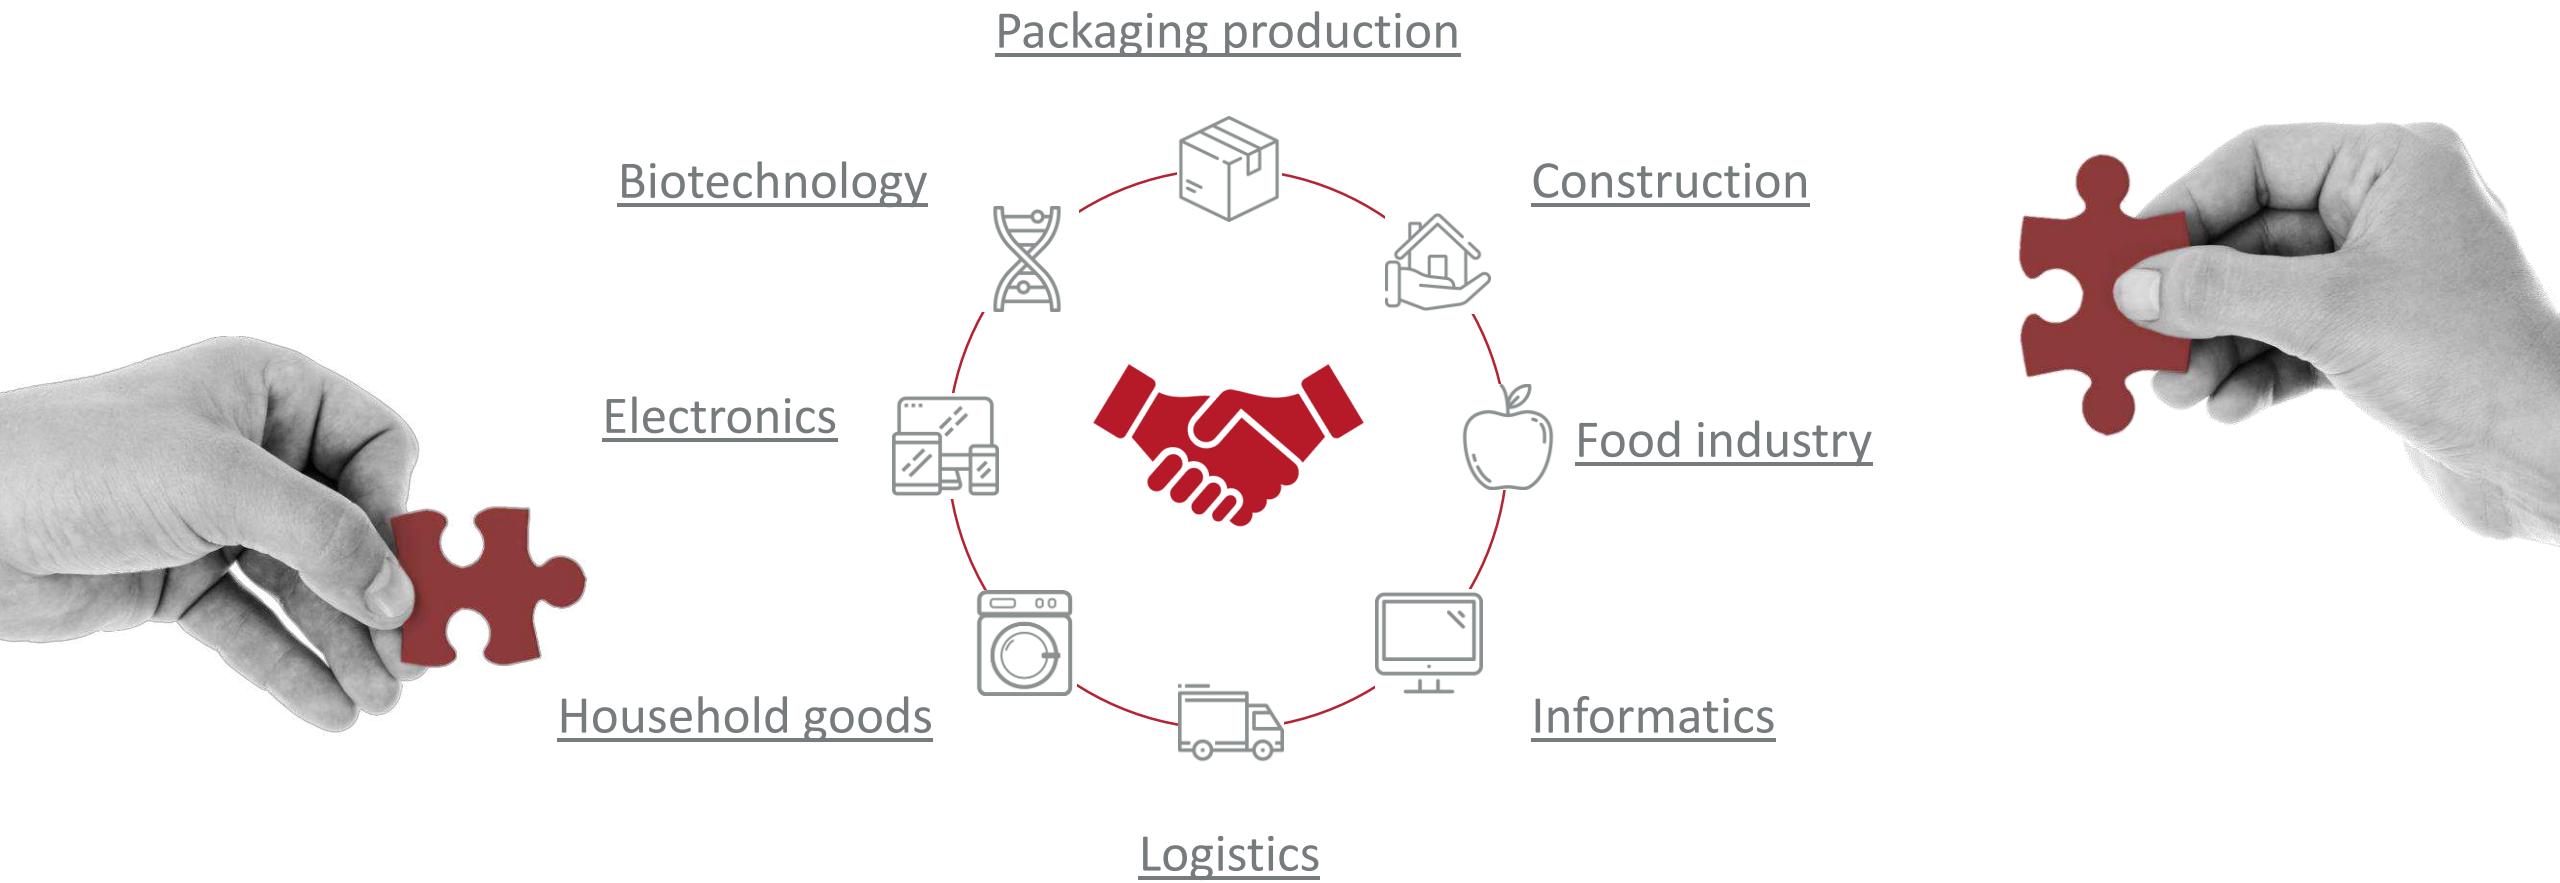 Packaging production
Biotechnology
Construction
Electronics
Food industry
Household goods
Informatics
Logistics